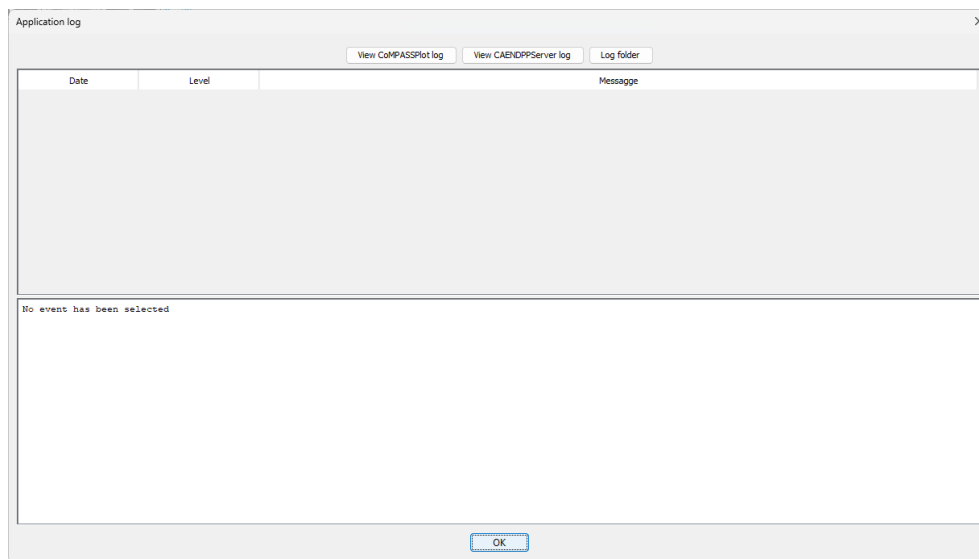 Application log
View CoMPASSPlot log View CAENDPPServer log Log folder
Date Level Messagge
No event has been selected
OK